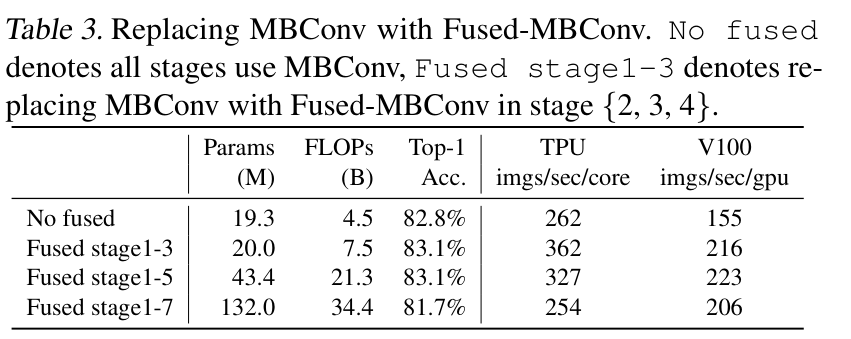 Table 3. Replacing MBConv with Fused-MBConv. No fused
denotes all stages use MBConv, Fused stage1-3 denotes re-
placing MBConv with Fused-MBConv in stage {2, 3, 4}.
Params FLOPs Top-1 TPU V100
(M) (B) Acc. imgs/sec/core imgs/sec/gpu
No fused 19.3 4.5 82.8% 262 155
Fused stage1-3 20.0 7.5 83.1% 362 216
Fused stage1-5 43.4 21.3 83.1% 327 223
Fused stage1-7 132.0 34.4 81.7% 254 206